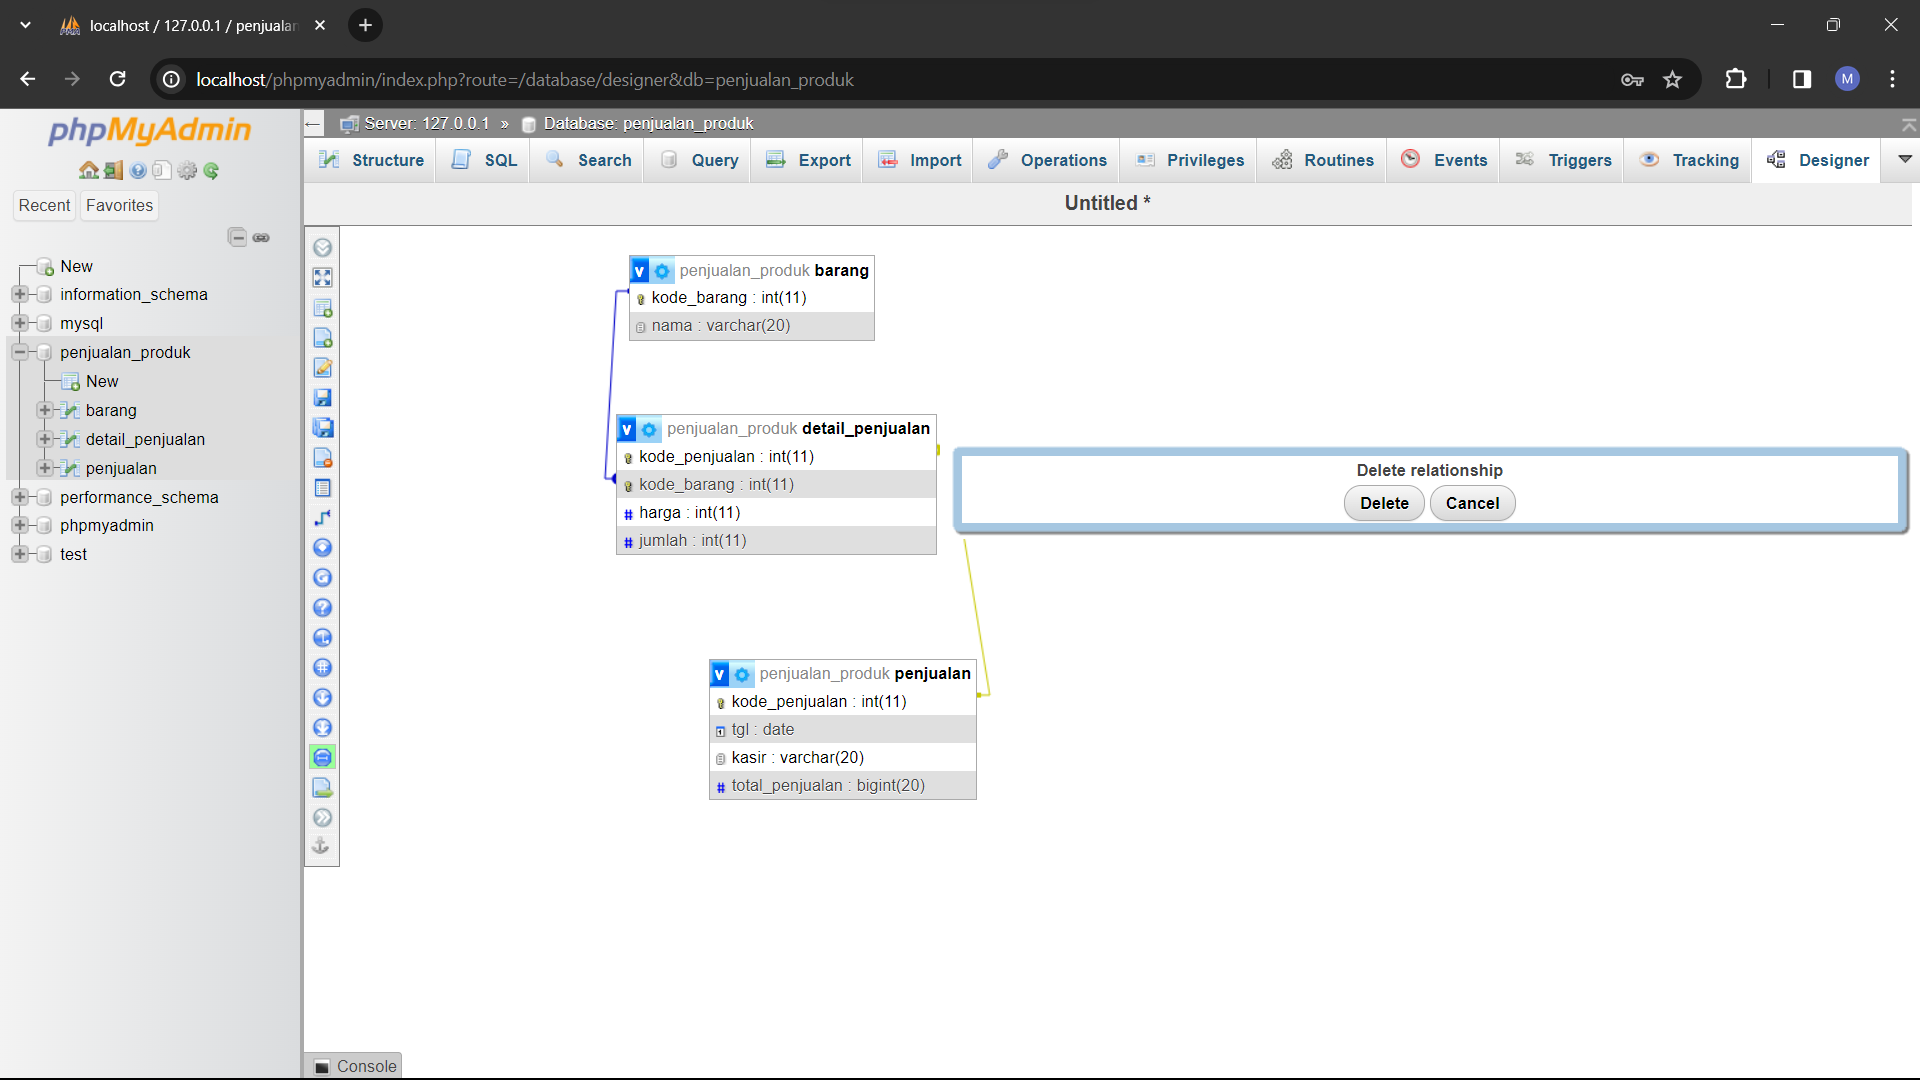 localhost / 127.0.0.1 / penjualan
localhost/phpmyadmin/index.php?route=/database/designer&db=penjualan_produk
M
phpMyAdmin
Recent
Favorites
New
information_schema
mysql
penjualan_produk
New
barang
detail_penjualan
penjualan
performance_schema
phpmyadmin
test
Server: 127.0.0.1 » Database: penjualan_produk
Structure
SQL
Search
Query
Export
Import
Operations
Privileges
Routines
Events
Triggers
Tracking
Designer
Untitled *
v penjualan_produk barang
kode_barang : int(11)
nama : varchar(20)
v penjualan_produk detail_penjualan
kode_penjualan : int(11)
kode_barang : int(11)
# harga : int(11)
# jumlah : int(11)
Delete relationship
Delete
Cancel
v penjualan_produk penjualan
kode_penjualan : int(11)
tgl : date
kasir : varchar(20)
# total_penjualan : bigint(20)
Console